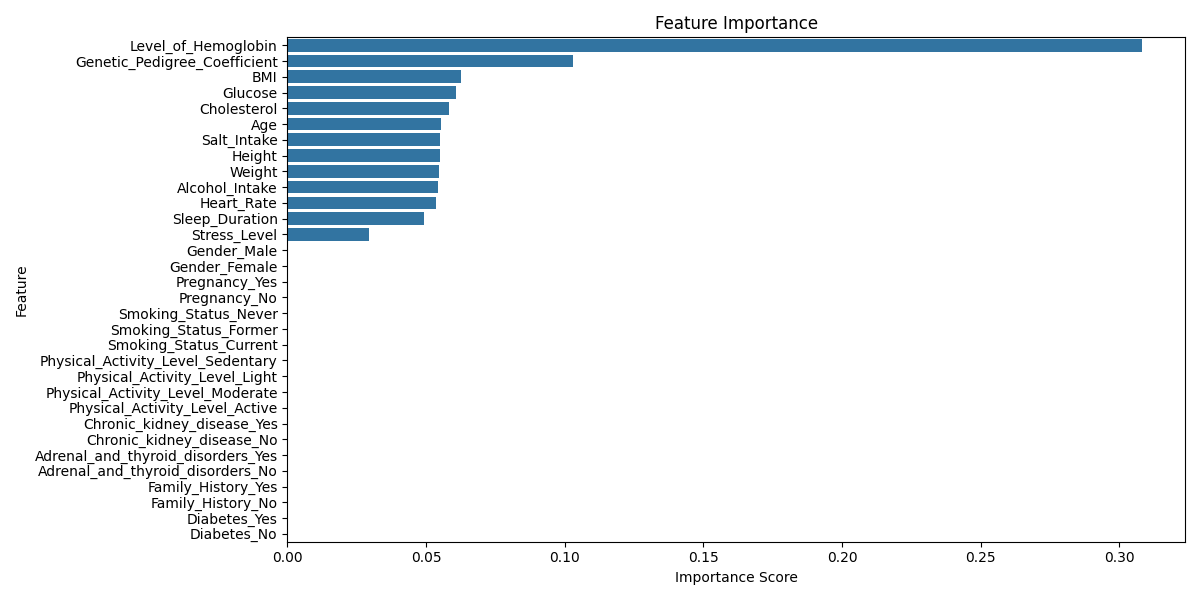 Feature Importance
Level_of_Hemoglobin
Genetic_Pedigree_Coefficient
BMI
Glucose
Cholesterol
Age
Salt_Intake
Height
Weight
Alcohol_Intake
Heart_Rate
Sleep_Duration
Stress_Level
Gender_Male
Gender_Female
Pregnancy_Yes
Pregnancy_No
Smoking_Status_Never
Smoking_Status_Former
Smoking_Status_Current
Physical_Activity_Level_Sedentary
Physical_Activity_Level_Light
Physical_Activity_Level_Moderate
Physical_Activity_Level_Active
Chronic_kidney_disease_Yes
Chronic_kidney_disease_No
Adrenal_and_thyroid_disorders_Yes
Adrenal_and_thyroid_disorders_No
Family_History_Yes
Family_History_No
Diabetes_Yes
Diabetes_No
Feature
0.00 0.05 0.10 0.15 0.20 0.25 0.30
Importance Score